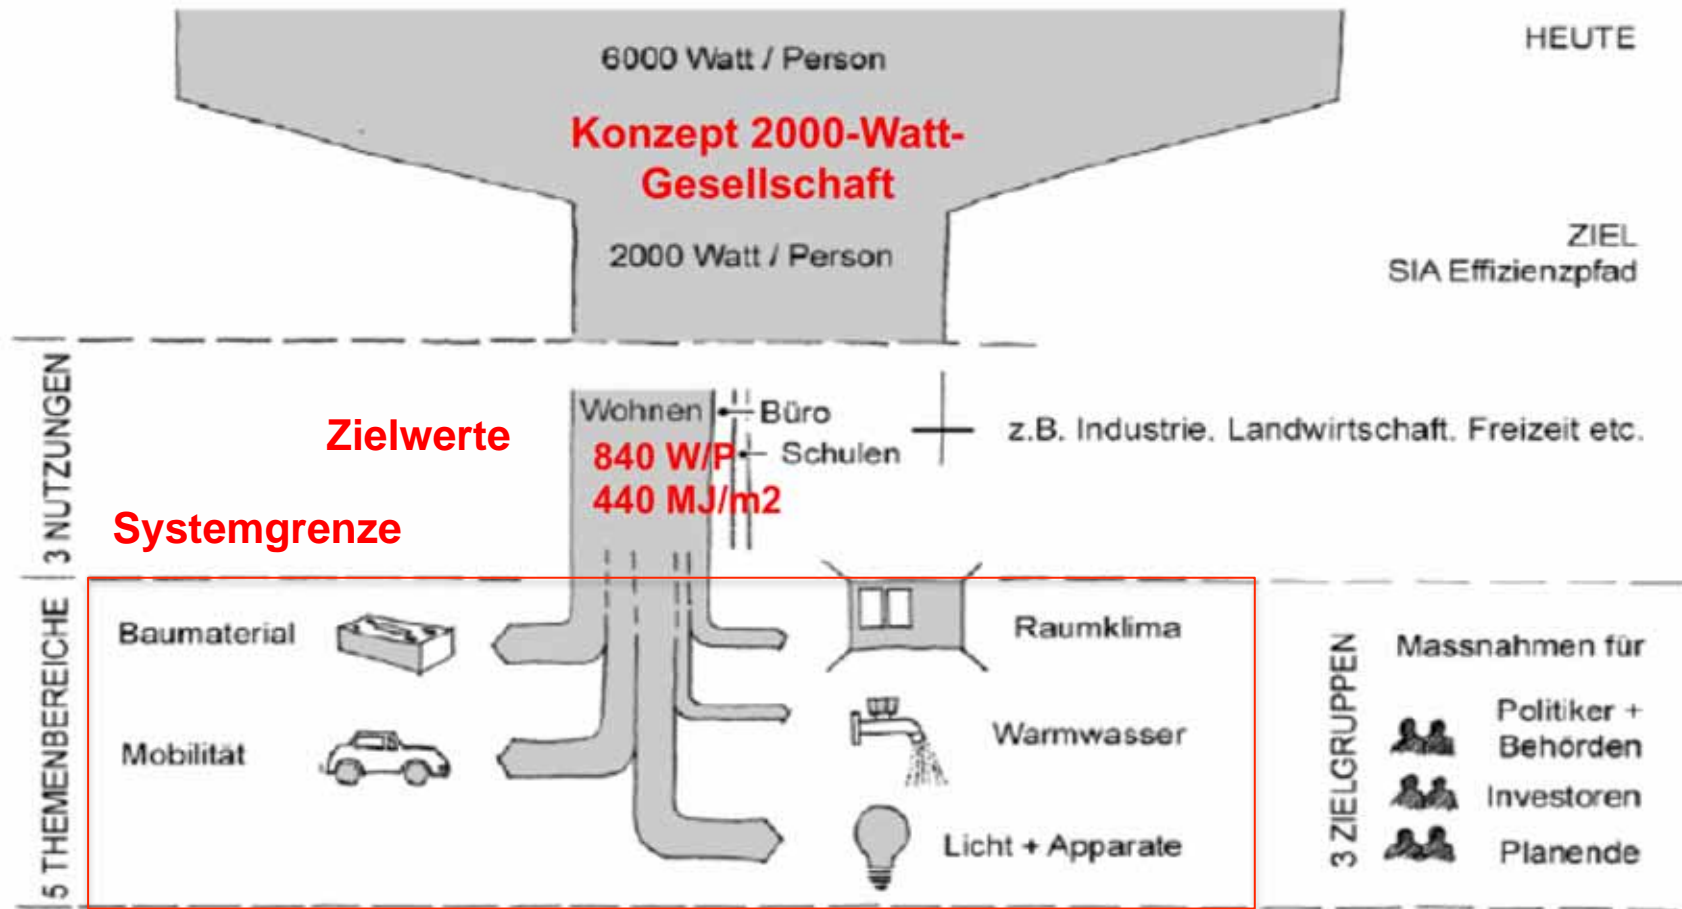 6000 Watt / Person
HEUTE
Konzept 2000-Watt-
Gesellschaft
2000 Watt / Person
ZIEL
SIA Effizienzpfad
3 NUTZUNGEN
Zielwerte
Wohnen
Büro
840 W/P
Schulen
440 MJ/m2
z.B. Industrie. Landwirtschaft. Freizeit etc.
Systemgrenze
5 THEMENBEREICHE
Baumaterial
Mobilität
Raumklima
Warmwasser
Licht + Apparate
3 ZIELGRUPPEN
Massnahmen für
Politiker +
Behörden
Investoren
Planende